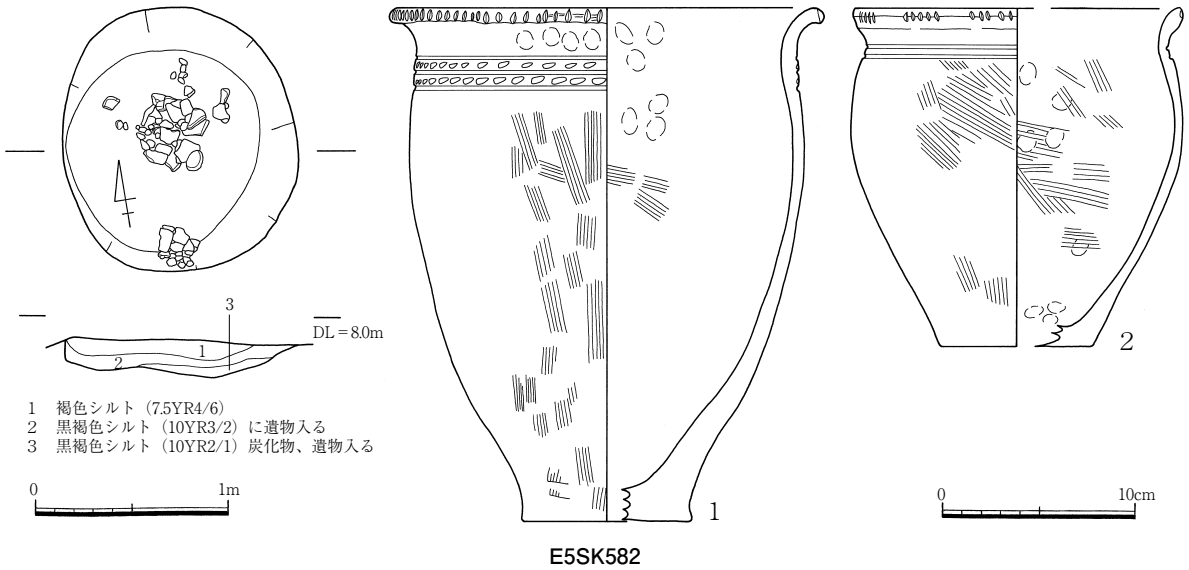 3
DL＝8.0m
1
2
1 褐色シルト（7.5YR4/6）
2 黒褐色シルト（10YR3/2）に遺物入る
3 黒褐色シルト（10YR2/1）炭化物、遺物入る
0 1m
1
2
0 10cm
E5SK582